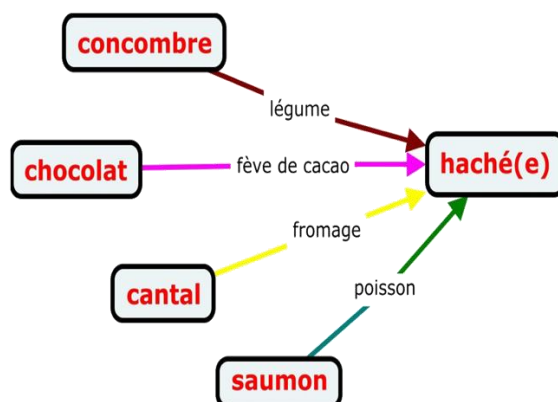 concombre
légume
haché(e)
chocolat
fève de cacao
fromage
cantal
poisson
saumon